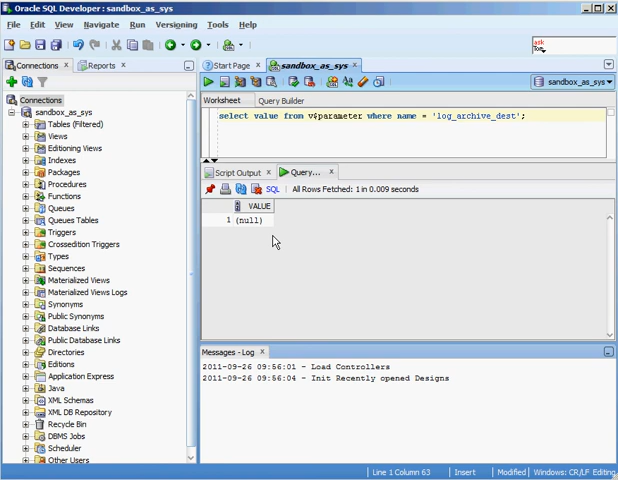 Oracle SQL Developer : sandbox_as_sys
File Edit View Navigate Run Versioning Tools Help
ask
Tom
Connections Reports
Start Page sandbox_as_sys
sandbox_as_sys
Worksheet Query Builder
select value from v$parameter where name = 'log_archive_dest';
Script Output Query...
SQL All Rows Fetched: 1 in 0.009 seconds
VALUE
1 (null)
Messages - Log
2011-09-26 09:56:01 - Load Controllers
2011-09-26 09:56:04 - Init Recently opened Designs
Connections
sandbox_as_sys
Tables (Filtered)
Views
Editioning Views
Indexes
Packages
Procedures
Functions
Queues
Queues Tables
Triggers
Crossedition Triggers
Types
Sequences
Materialized Views
Materialized Views Logs
Synonyms
Public Synonyms
Database Links
Public Database Links
Directories
Editions
Application Express
Java
XML Schemas
XML DB Repository
Recycle Bin
DBMS Jobs
Scheduler
Other Users
Line 1 Column 63 Insert Modified Windows: CR/LF Editing